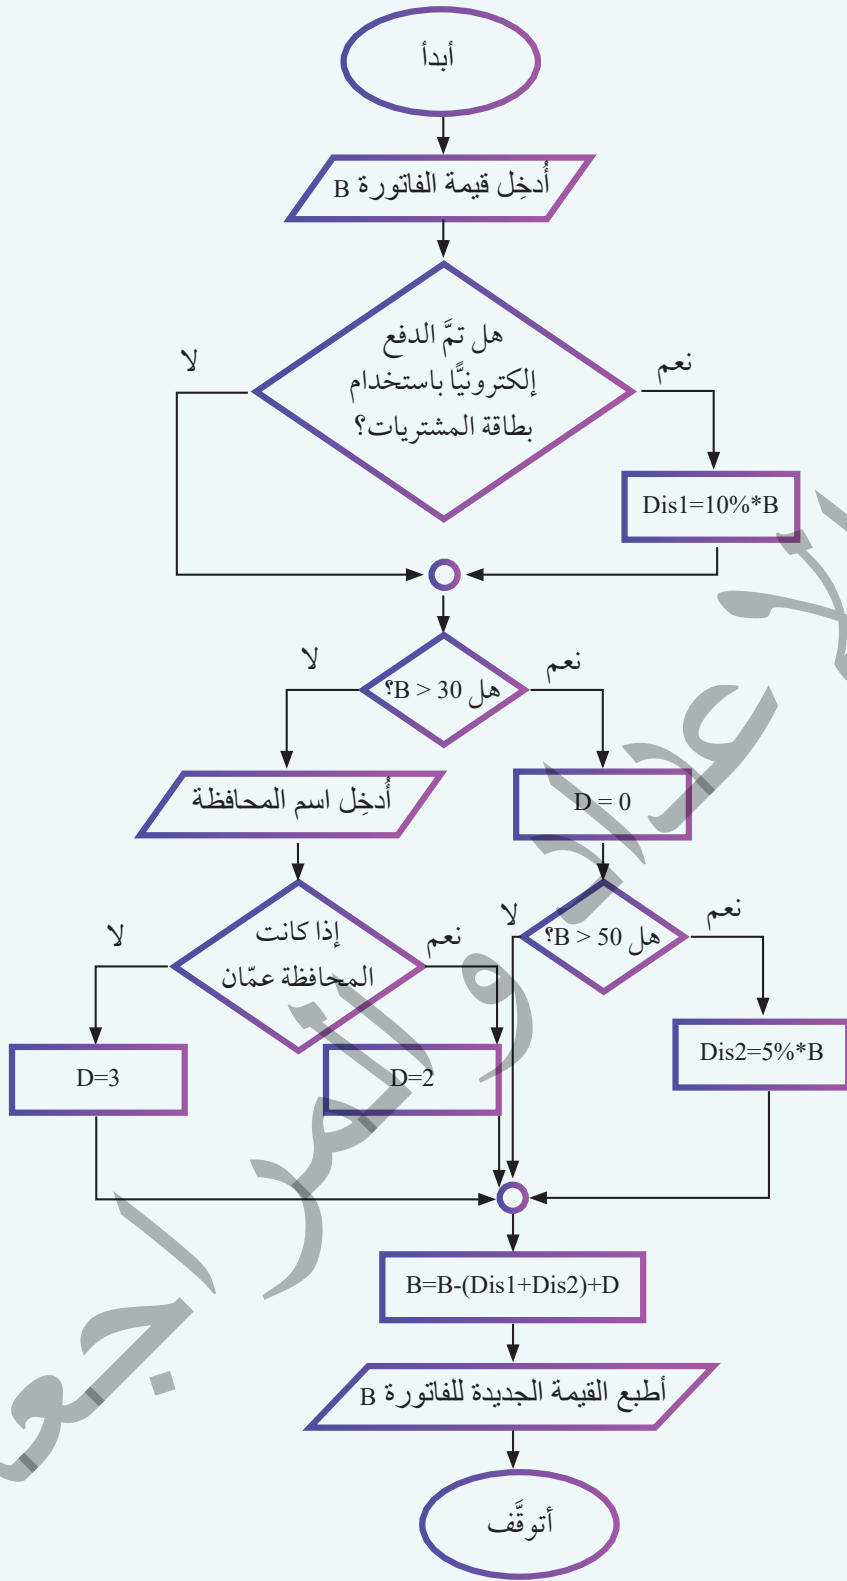 أبدأ
أُدخِل قيمة الفاتورة B
هل تمَّ الدفع
إلكترونيًّا باستخدام
بطاقة المشتريات؟
نعم
لا
Dis1=10%*B
هل B > 30؟
نعم
لا
D = 0
أُدخِل اسم المحافظة
هل B > 50؟
نعم
لا
إذا كانت
المحافظة عمّان
نعم
لا
Dis2=5%*B
D=2
D=3
B=B-(Dis1+Dis2)+D
أطبع القيمة الجديدة للفاتورة B
أتوقَّف